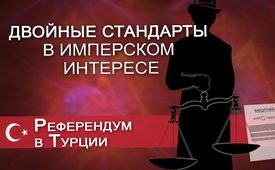 ДВОЙНЫЕ СТАНДАРТЫ
В ИМПЕРСКОМ
ИНТЕРЕСЕ
РЕФЕРЕНДУМ
В ТУРЦИИ